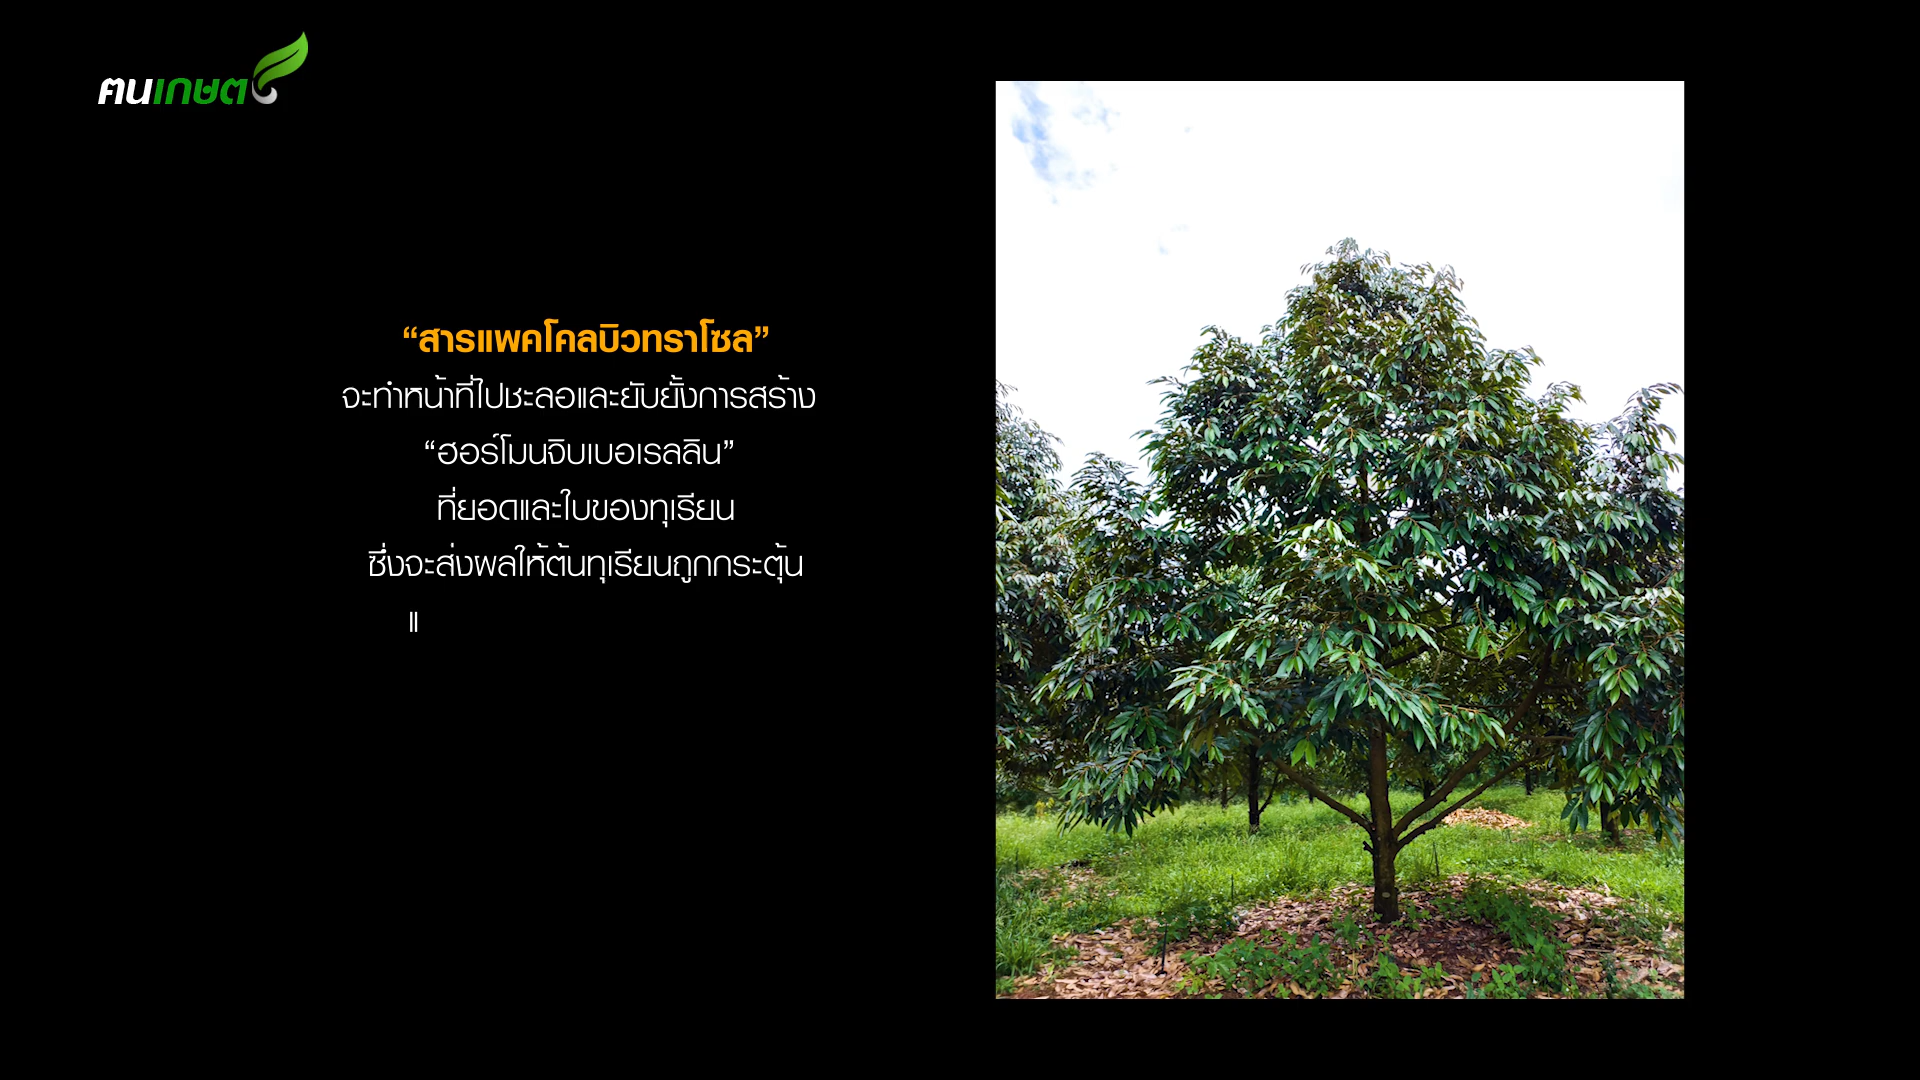 ฅนเกษตร
“สารแพคโคลบิวทราโซล”
จะทำหน้าที่ไปชะลอและยับยั้งการสร้าง
“ฮอร์โมนจิบเบอเรลลิน”
ที่ยอดและใบของทุเรียน
ซึ่งจะส่งผลให้ต้นทุเรียนถูกกระตุ้น
แ